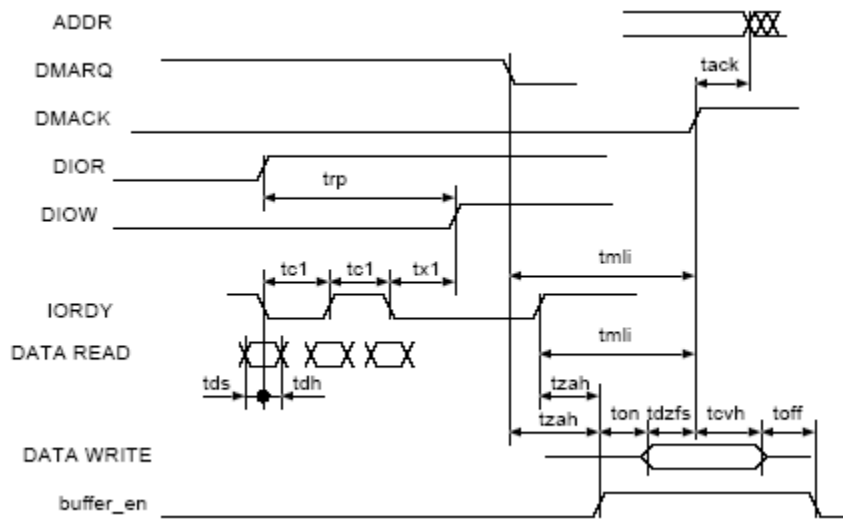 ADDR
DMARQ
tack
DMACK
DIOR
trp
DIOW
tc1 tc1 tx1 tmli
IORDY
DATA READ tmli
tds tdh tzah
tzah ton tdzfs tcvh toff
DATA WRITE
buffer_en